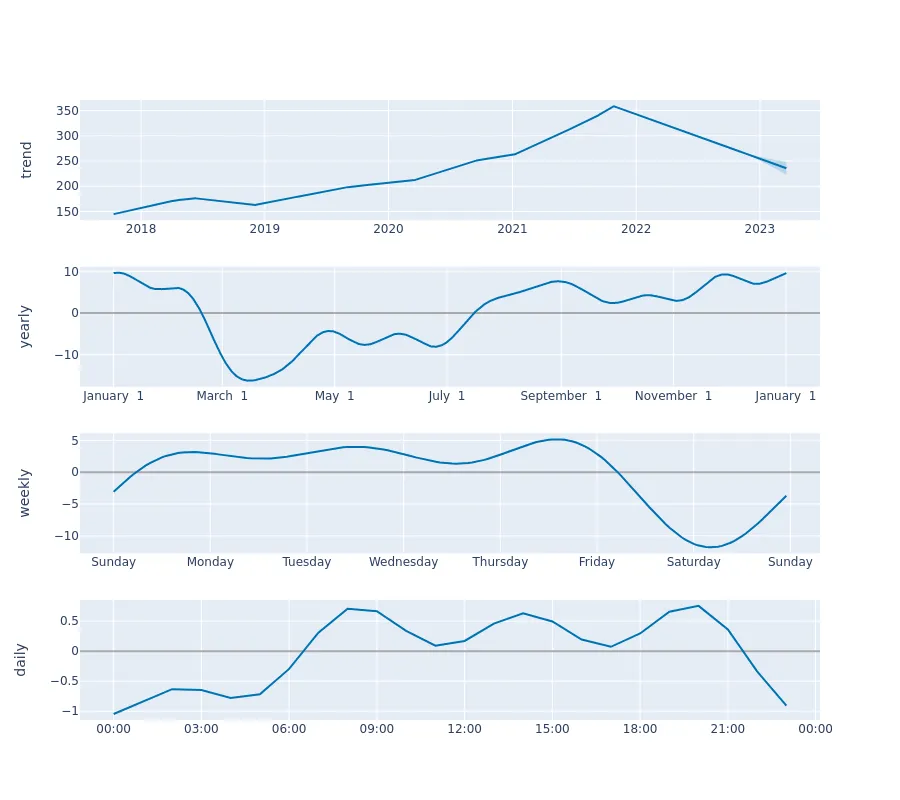 trend
350
300
250
200
150
2018 2019 2020 2021 2022 2023
yearly
10
0
−10
January 1 March 1 May 1 July 1 September 1 November 1 January 1
weekly
5
0
−5
−10
Sunday Monday Tuesday Wednesday Thursday Friday Saturday Sunday
daily
0.5
0
−0.5
−1
00:00 03:00 06:00 09:00 12:00 15:00 18:00 21:00 00:00